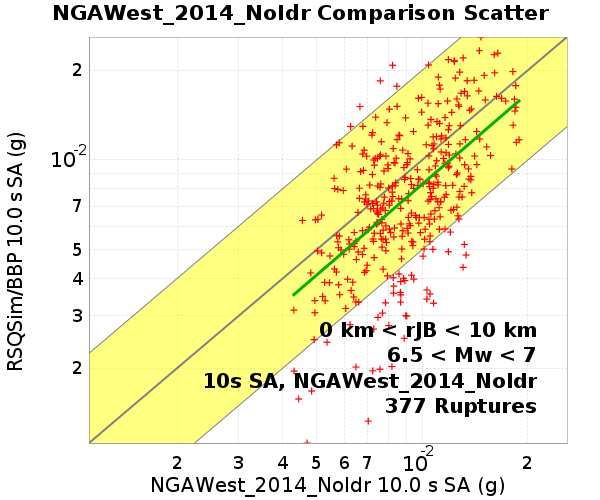 NGAWest_2014_NoIdr Comparison Scatter
RSQSim/BBP 10.0 s SA (g)
2
10-2
7
5
4
3
2
0 km < rJB < 10 km
6.5 < Mw < 7
10s SA, NGAWest_2014_NoIdr
377 Ruptures
2 3 4 5 6 7 10-2 2
NGAWest_2014_NoIdr 10.0 s SA (g)